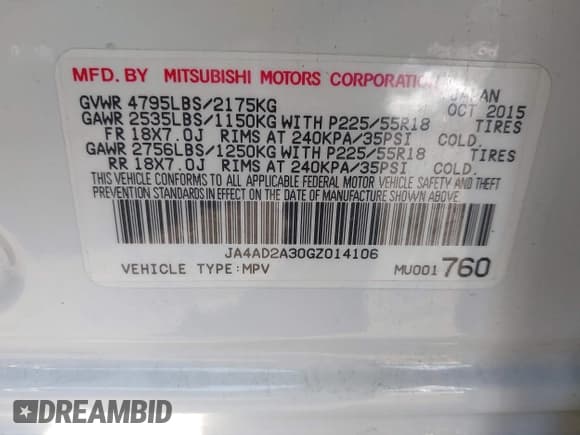 MFD. BY MITSUBISHI MOTORS CORPORATION JAPAN
GVWR 4795LBS/2175KG OCT 2015
GAWR 2535LBS/1150KG WITH P225/55R18 TIRES
FR 18X7.0J RIMS AT 240KPA/35PSI COLD.
GAWR 2756LBS/1250KG WITH P225/55R18 TIRES
RR 18X7.0J RIMS AT 240KPA/35PSI COLD.
THIS VEHICLE CONFORMS TO ALL APPLICABLE FEDERAL MOTOR VEHICLE SAFETY AND THEFT
PREVENTION STANDARDS IN EFFECT ON THE DATE OF MANUFACTURE SHOWN ABOVE.
JA4AD2A30GZ014106
VEHICLE TYPE:MPV MU001 760
DREAMBID